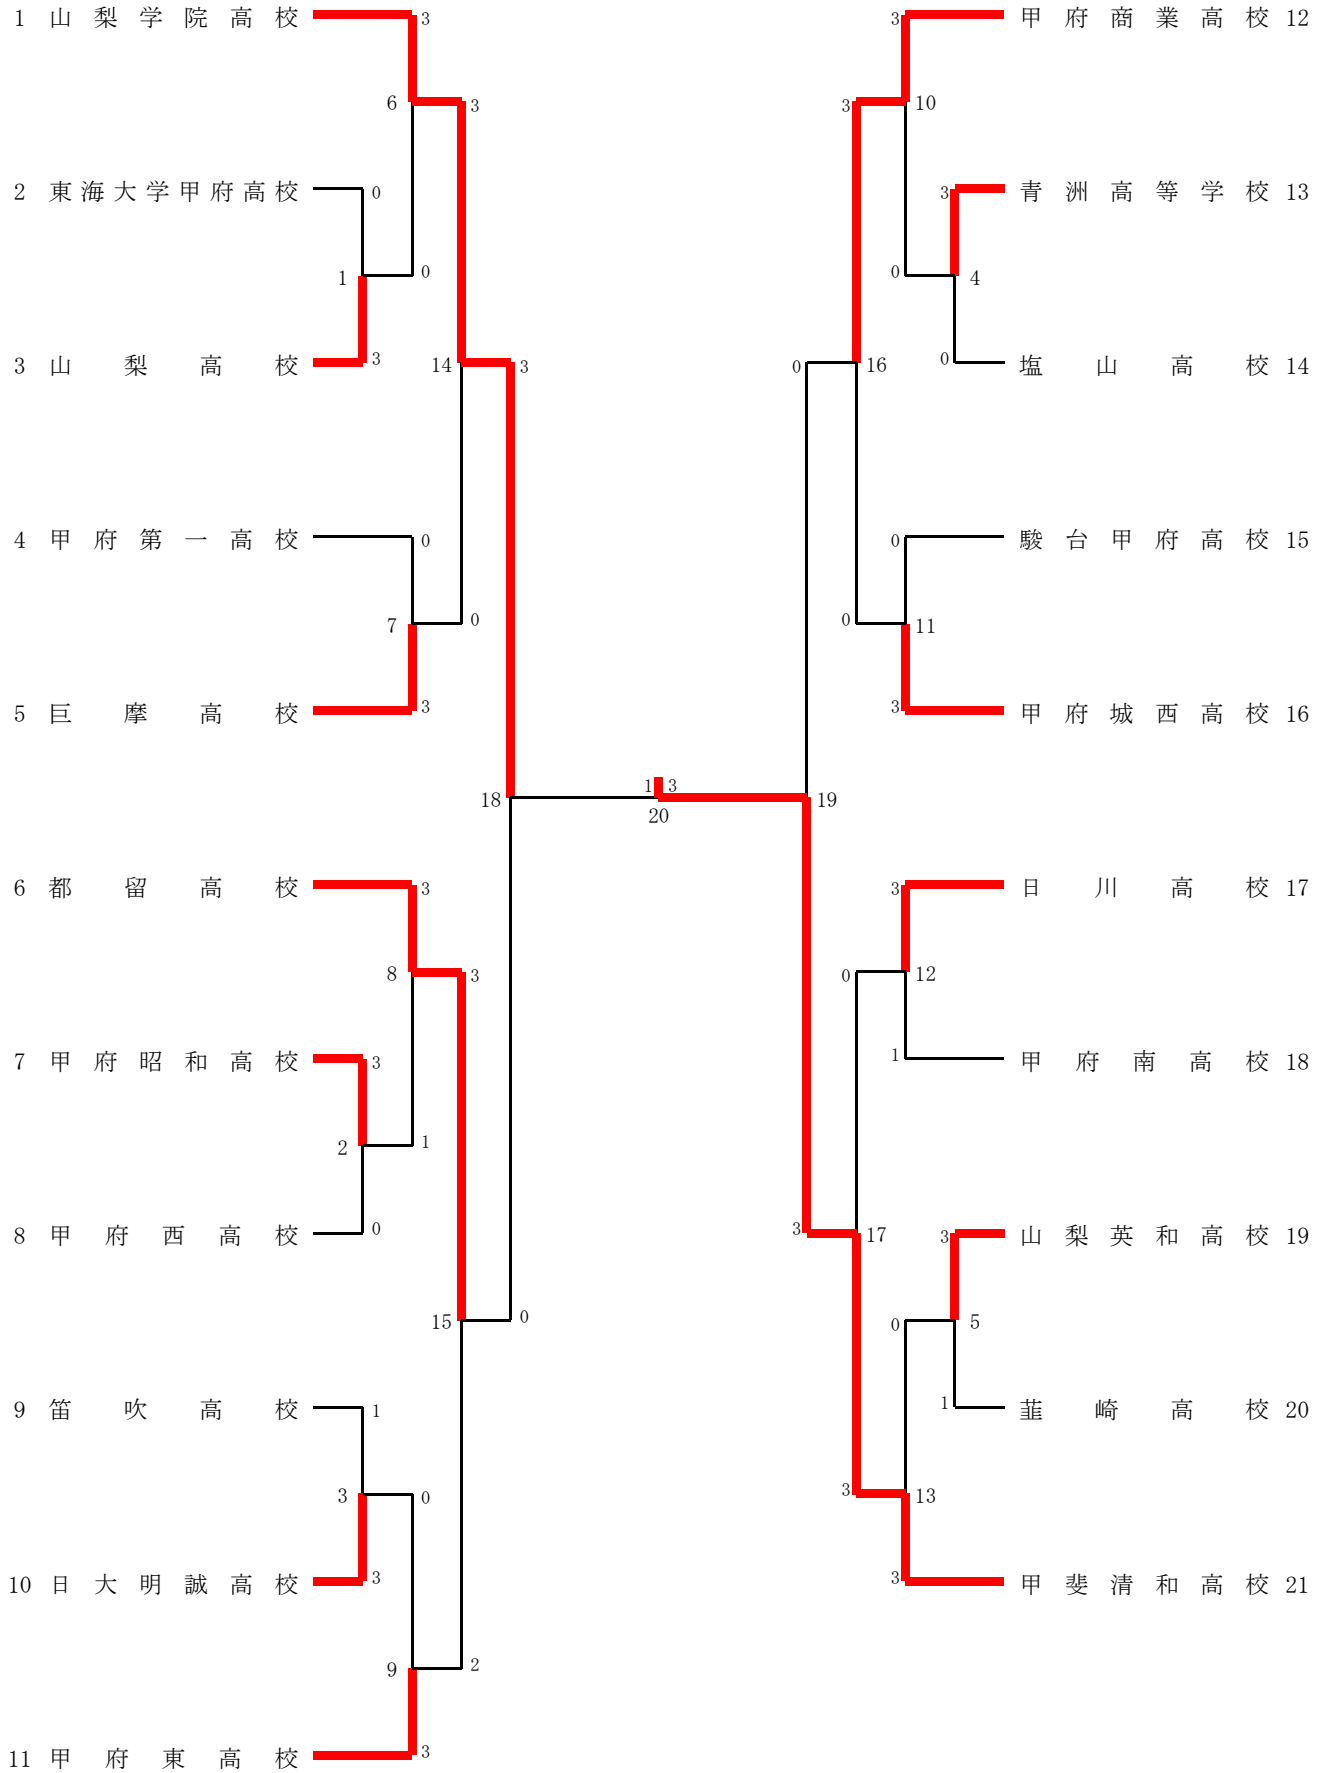 1 山梨学院高校 3 3 甲府商業高校 12
6 3 3 10
2 東海大学甲府高校 0 3 青洲高等学校 13
1 0 0 4
3 山梨高校 3 14 3 0 16 0 塩山高校 14
4 甲府第一高校 0 0 駿台甲府高校 15
7 0 0 11
5 巨摩高校 3 3 甲府城西高校 16
18 1 3 19
20
6 都留高校 3 3 日川高校 17
8 3 0 12
7 甲府昭和高校 3 1 甲府南高校 18
2 1
8 甲府西高校 0 3 17 3 山梨英和高校 19
15 0 0 5
9 笛吹高校 1 1 韮崎高校 20
3 0 3 13
10 日大明誠高校 3 3 甲斐清和高校 21
9 2
11 甲府東高校 3